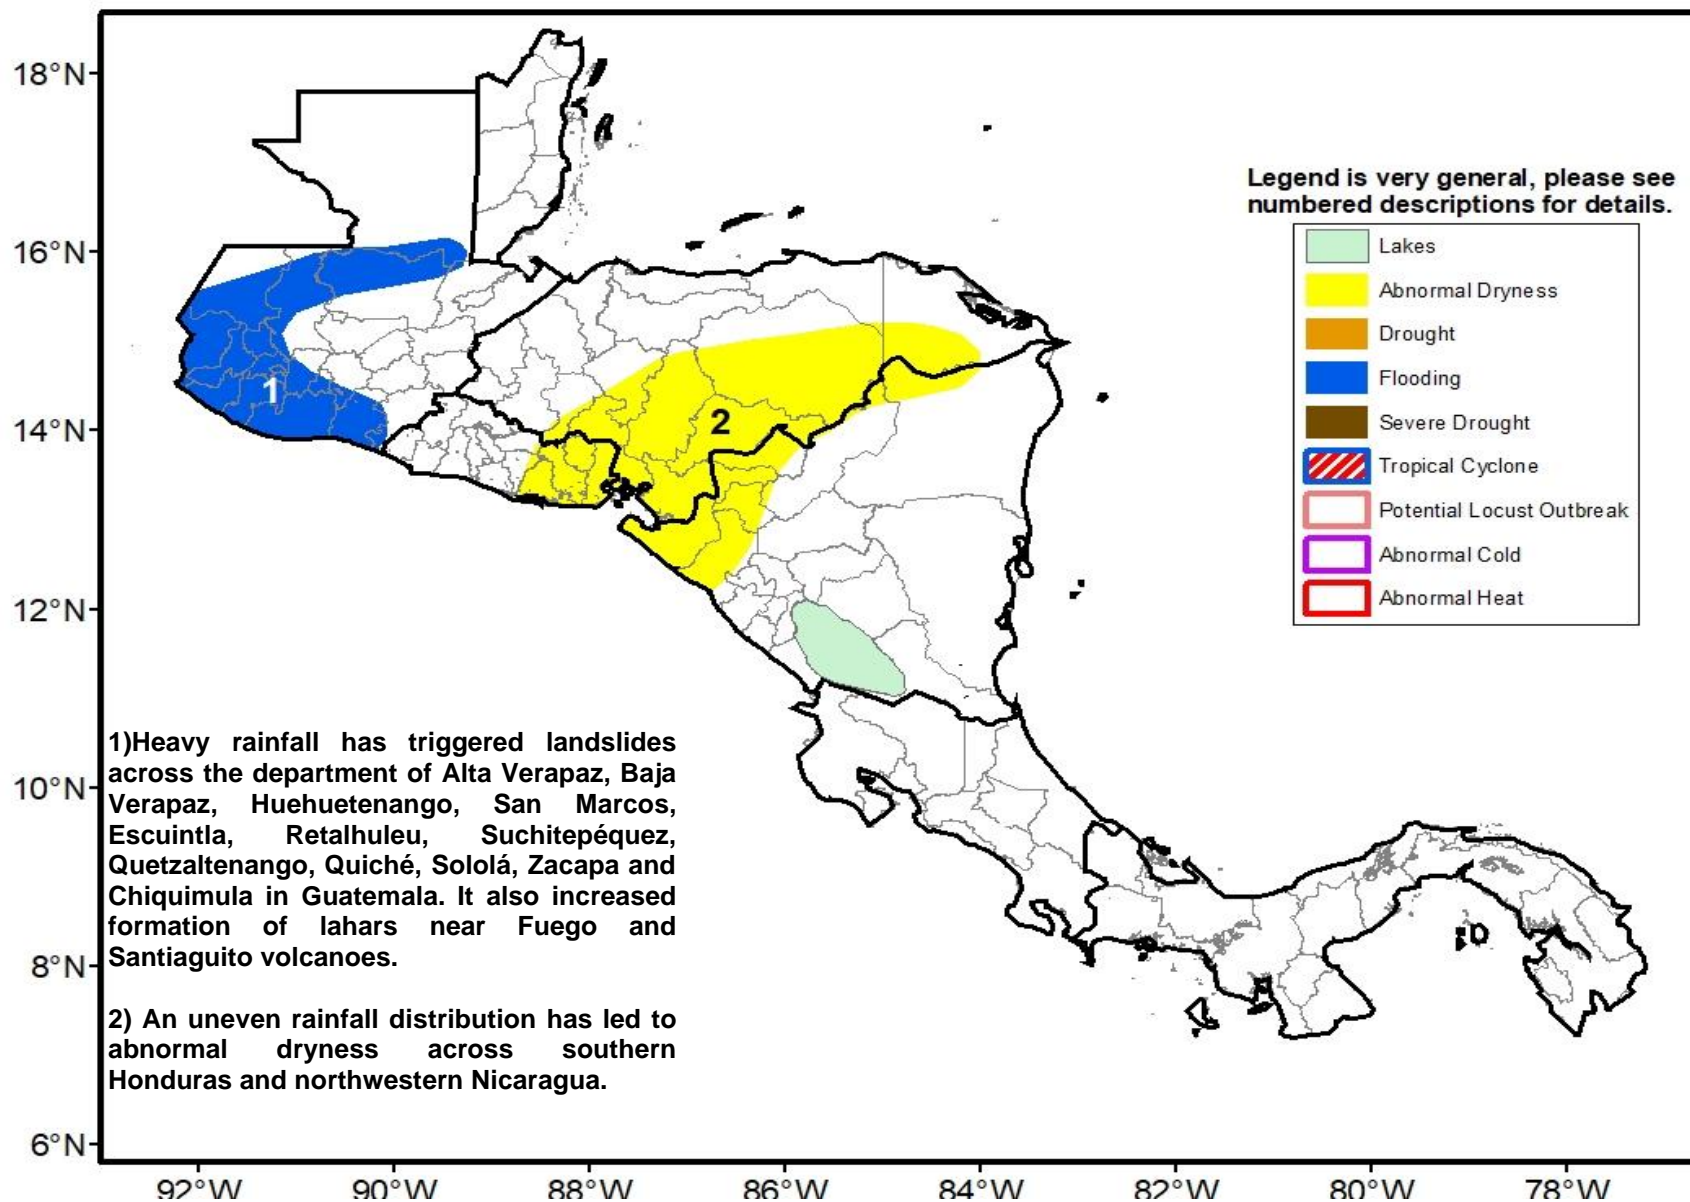 18°N
16°N
14°N
12°N
10°N
8°N
6°N
92°W 90°W 88°W 86°W 84°W 82°W 80°W 78°W
1
2
Legend is very general, please see
numbered descriptions for details.
Lakes
Abnormal Dryness
Drought
Flooding
Severe Drought
Tropical Cyclone
Potential Locust Outbreak
Abnormal Cold
Abnormal Heat
1)Heavy rainfall has triggered landslides
across the department of Alta Verapaz, Baja
Verapaz, Huehuetenango, San Marcos,
Escuintla, Retalhuleu, Suchitepéquez,
Quetzaltenango, Quiché, Sololá, Zacapa and
Chiquimula in Guatemala. It also increased
formation of lahars near Fuego and
Santiaguito volcanoes.
2) An uneven rainfall distribution has led to
abnormal dryness across southern
Honduras and northwestern Nicaragua.